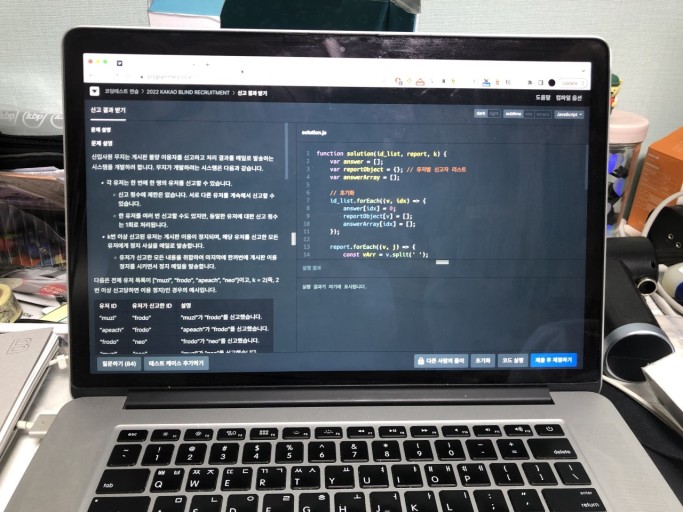 코딩테스트 연습 > 2022 KAKAO BLIND RECRUITMENT > 신고 결과 받기
도움말 컴파일 옵션
신고 결과 받기
dark light sublime vim emacs JavaScript
문제 설명
문제 설명
신입사원 무지는 게시판 불량 이용자를 신고하고 처리 결과를 메일로 발송하는
시스템을 개발하려 합니다. 무지가 개발하려는 시스템은 다음과 같습니다.
• 각 유저는 한 번에 한 명의 유저를 신고할 수 있습니다.
◦ 신고 횟수에 제한은 없습니다. 서로 다른 유저를 계속해서 신고할 수
있습니다.
◦ 한 유저를 여러 번 신고할 수도 있지만, 동일한 유저에 대한 신고 횟수
는 1회로 처리됩니다.
• k번 이상 신고된 유저는 게시판 이용이 정지되며, 해당 유저를 신고한 모든
유저에게 정지 사실을 메일로 발송합니다.
◦ 유저가 신고한 모든 내용을 취합하여 마지막에 한꺼번에 게시판 이용
정지를 시키면서 정지 메일을 발송합니다.
다음은 전체 유저 목록이 ["muzi", "frodo", "apeach", "neo"]이고, k = 2(즉, 2
번 이상 신고당하면 이용 정지)인 경우의 예시입니다.
유저 ID 유저가 신고한 ID 설명
"muzi" "frodo" "muzi"가 "frodo"를 신고했습니다.
"apeach" "frodo" "apeach"가 "frodo"를 신고했습니다.
"frodo" "neo" "frodo"가 "neo"를 신고했습니다.
solution.js
1 function solution(id_list, report, k) {
2 var answer = [];
3 var reportObject = {}; // 유저별 신고자 리스트
4 var answerArray = [];
5
6 // 초기화
7 id_list.forEach((v, idx) => {
8 answer[idx] = 0;
9 reportObject[v] = [];
10 answerArray[idx] = [];
11 });
12
13 report.forEach((v, j) => {
14 const vArr = v.split(' ');
실행 결과
실행 결과가 여기에 표시됩니다.
질문하기 (84) 테스트 케이스 추가하기
다른 사람의 풀이 초기화 코드 실행 제출 후 채점하기
esc F1 F2 F3 F4 F5 F6 F7 F8 F9
delete
tab Q ㅃ W ㅉ E ㄸ R ㄲ T ㅆ Y ㅛ U ㅕ I ㅑ O ㅒ P ㅖ
enter
return